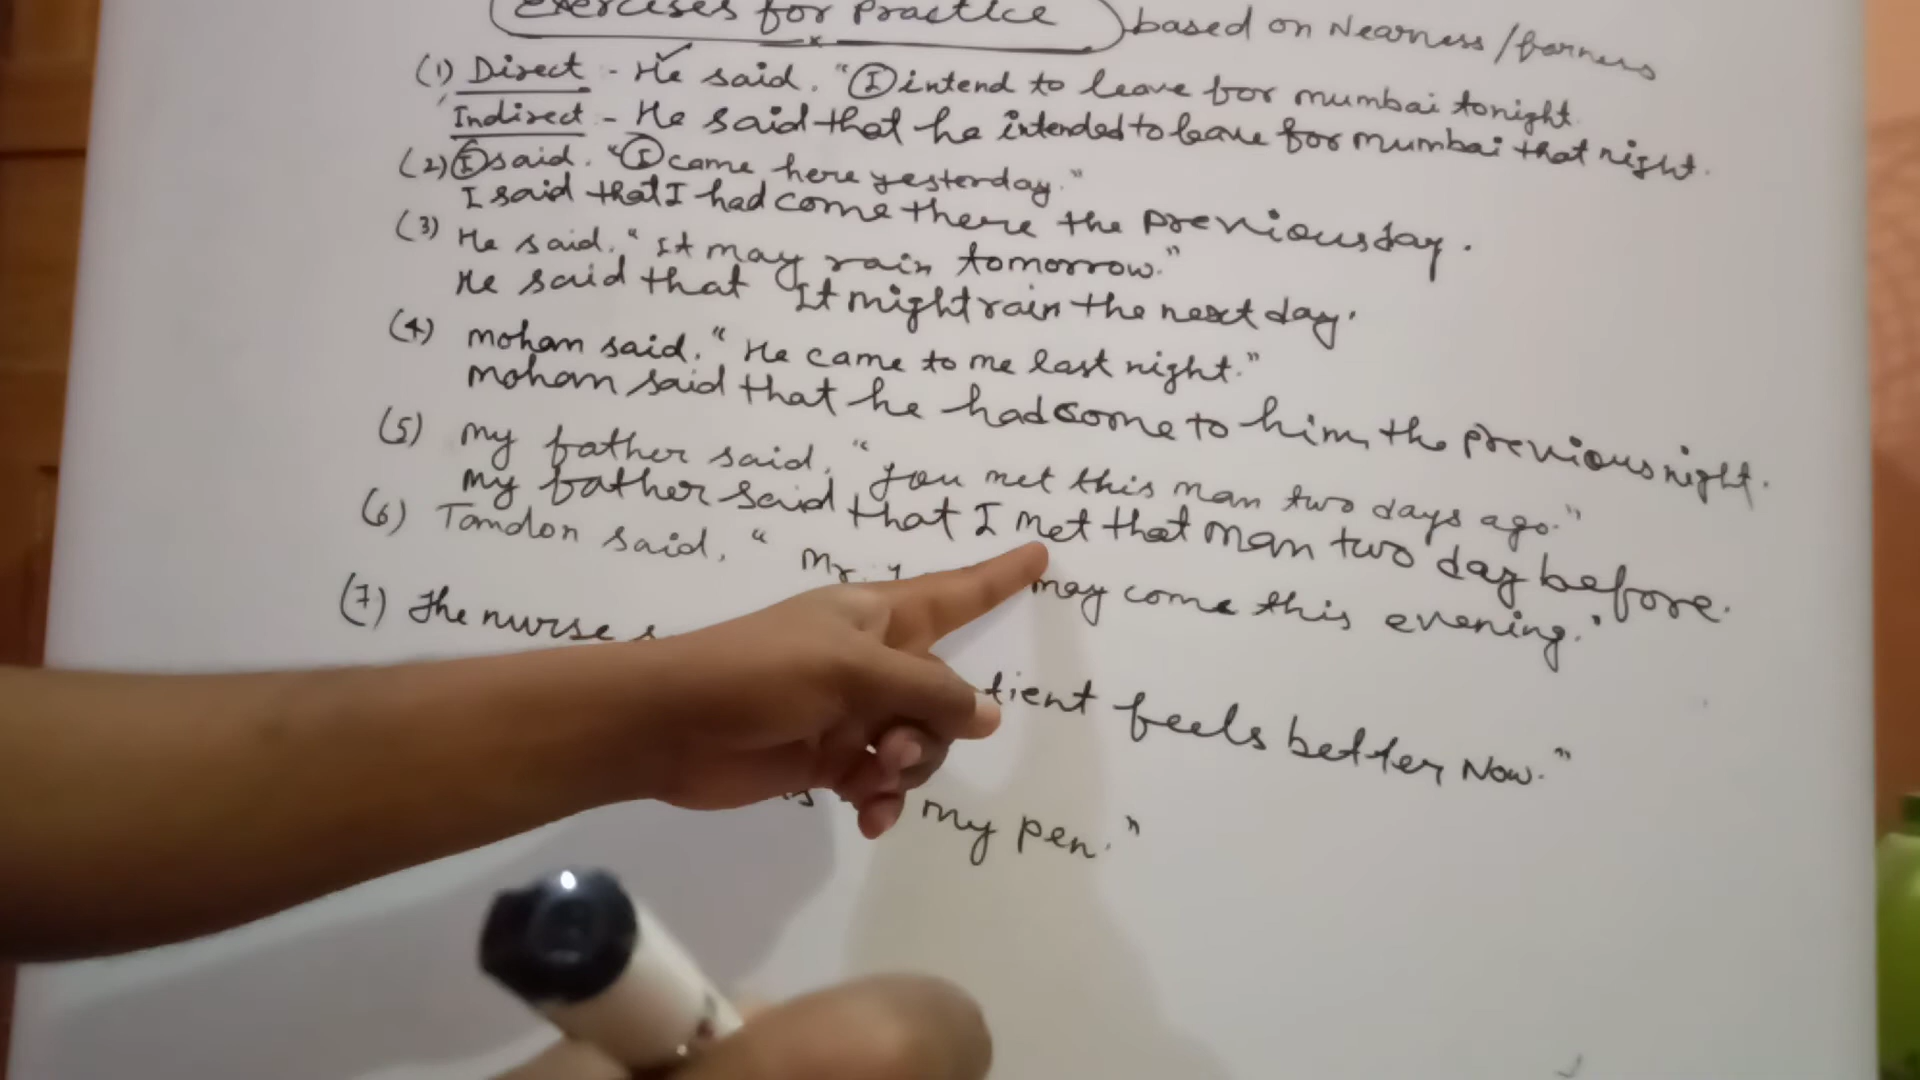 Exercises for Practice based on Nearness/farness
(1) Direct - He said. "I intend to leave for mumbai tonight.
Indirect - He said that he intended to leave for mumbai that night.
(2) I said. "I came here yesterday."
I said that I had come there the previous day.
(3) He said. "It may rain tomorrow."
He said that It might rain the next day.
(4) mohan said. "He came to me last night."
mohan said that he had come to him the previous night.
(5) my father said. "you met this man two days ago."
my father said that I met that man two day before.
(6) Tandon said. "Mr. may come this evening."
(7) The nurse feels better Now."
my pen."